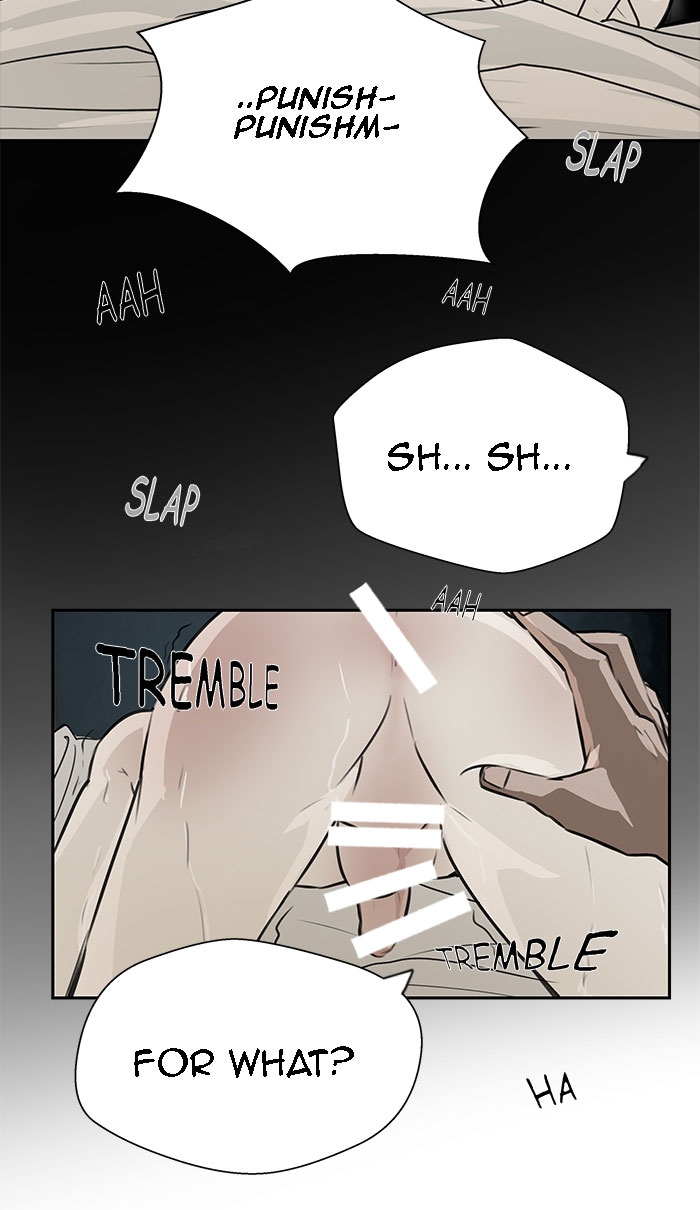 ..PUNISH-
PUNISHM-
SLAP
AAH
AAH
SH... SH...
SLAP
AAH
TREMBLE
TREMBLE
FOR WHAT?
HA